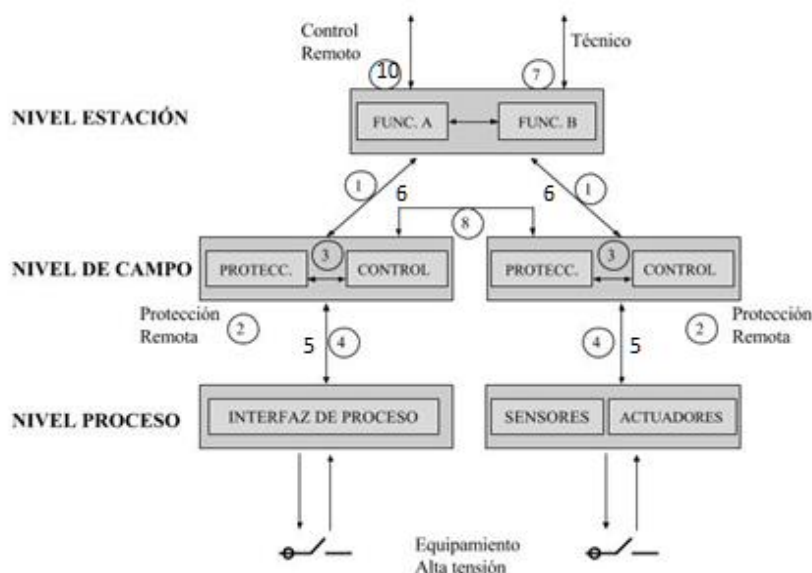 Control
Remoto
Técnico
10
7
NIVEL ESTACIÓN
FUNC. A
FUNC. B
1
6
6
1
8
NIVEL DE CAMPO
PROTECC.
3
CONTROL
PROTECC.
3
CONTROL
Protección
Remota
2
5
4
4
5
2
Protección
Remota
NIVEL PROCESO
INTERFAZ DE PROCESO
SENSORES
ACTUADORES
Equipamiento
Alta tensión